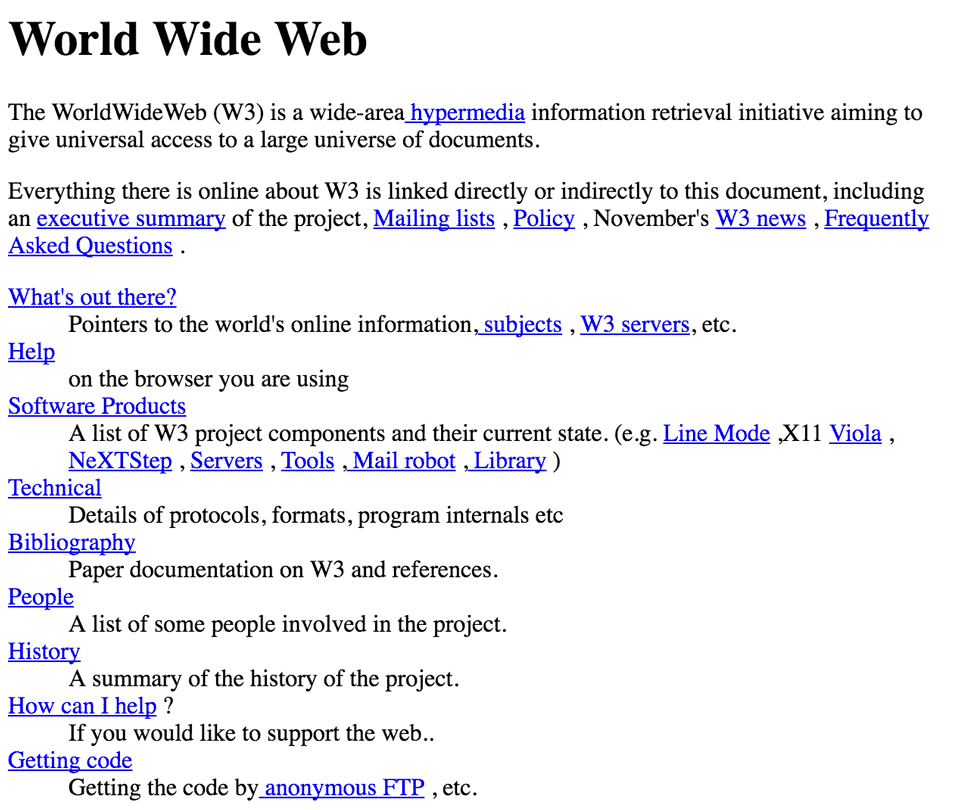 World Wide Web
The WorldWideWeb (W3) is a wide-area hypermedia information retrieval initiative aiming to
give universal access to a large universe of documents.
Everything there is online about W3 is linked directly or indirectly to this document, including
an executive summary of the project, Mailing lists , Policy , November's W3 news , Frequently
Asked Questions .
What's out there?
Pointers to the world's online information, subjects , W3 servers, etc.
Help
on the browser you are using
Software Products
A list of W3 project components and their current state. (e.g. Line Mode ,X11 Viola ,
NeXTStep , Servers , Tools , Mail robot , Library )
Technical
Details of protocols, formats, program internals etc
Bibliography
Paper documentation on W3 and references.
People
A list of some people involved in the project.
History
A summary of the history of the project.
How can I help ?
If you would like to support the web..
Getting code
Getting the code by anonymous FTP , etc.